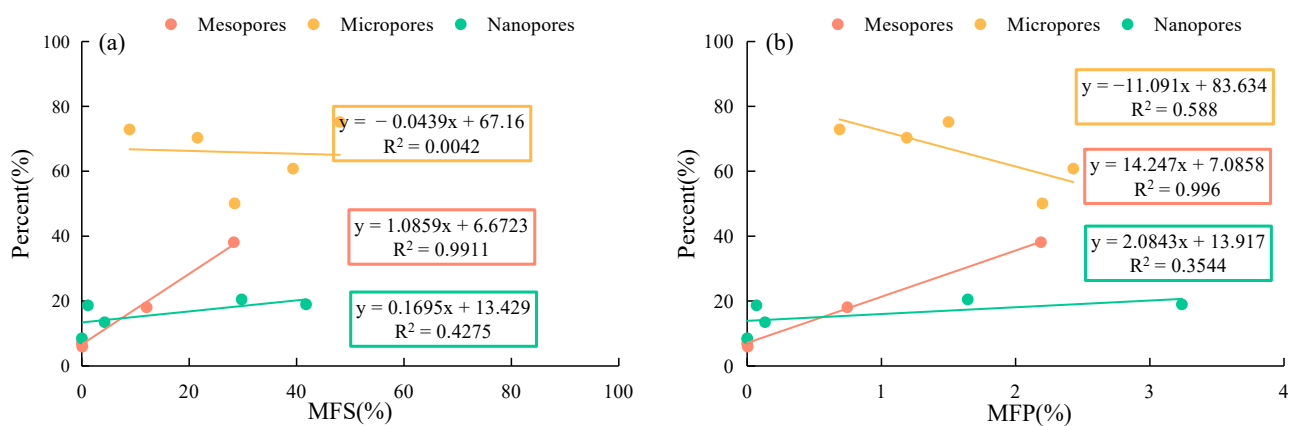 Mesopores Micropores Nanopores
(a)
100
80
60
40
20
0
Percent(%)
y = − 0.0439x + 67.16
R² = 0.0042
y = 1.0859x + 6.6723
R² = 0.9911
y = 0.1695x + 13.429
R² = 0.4275
0 20 40 60 80 100
MFS(%)
Mesopores Micropores Nanopores
(b)
100
80
60
40
20
0
Percent(%)
y = −11.091x + 83.634
R² = 0.588
y = 14.247x + 7.0858
R² = 0.996
y = 2.0843x + 13.917
R² = 0.3544
0 1 2 3 4
MFP(%)